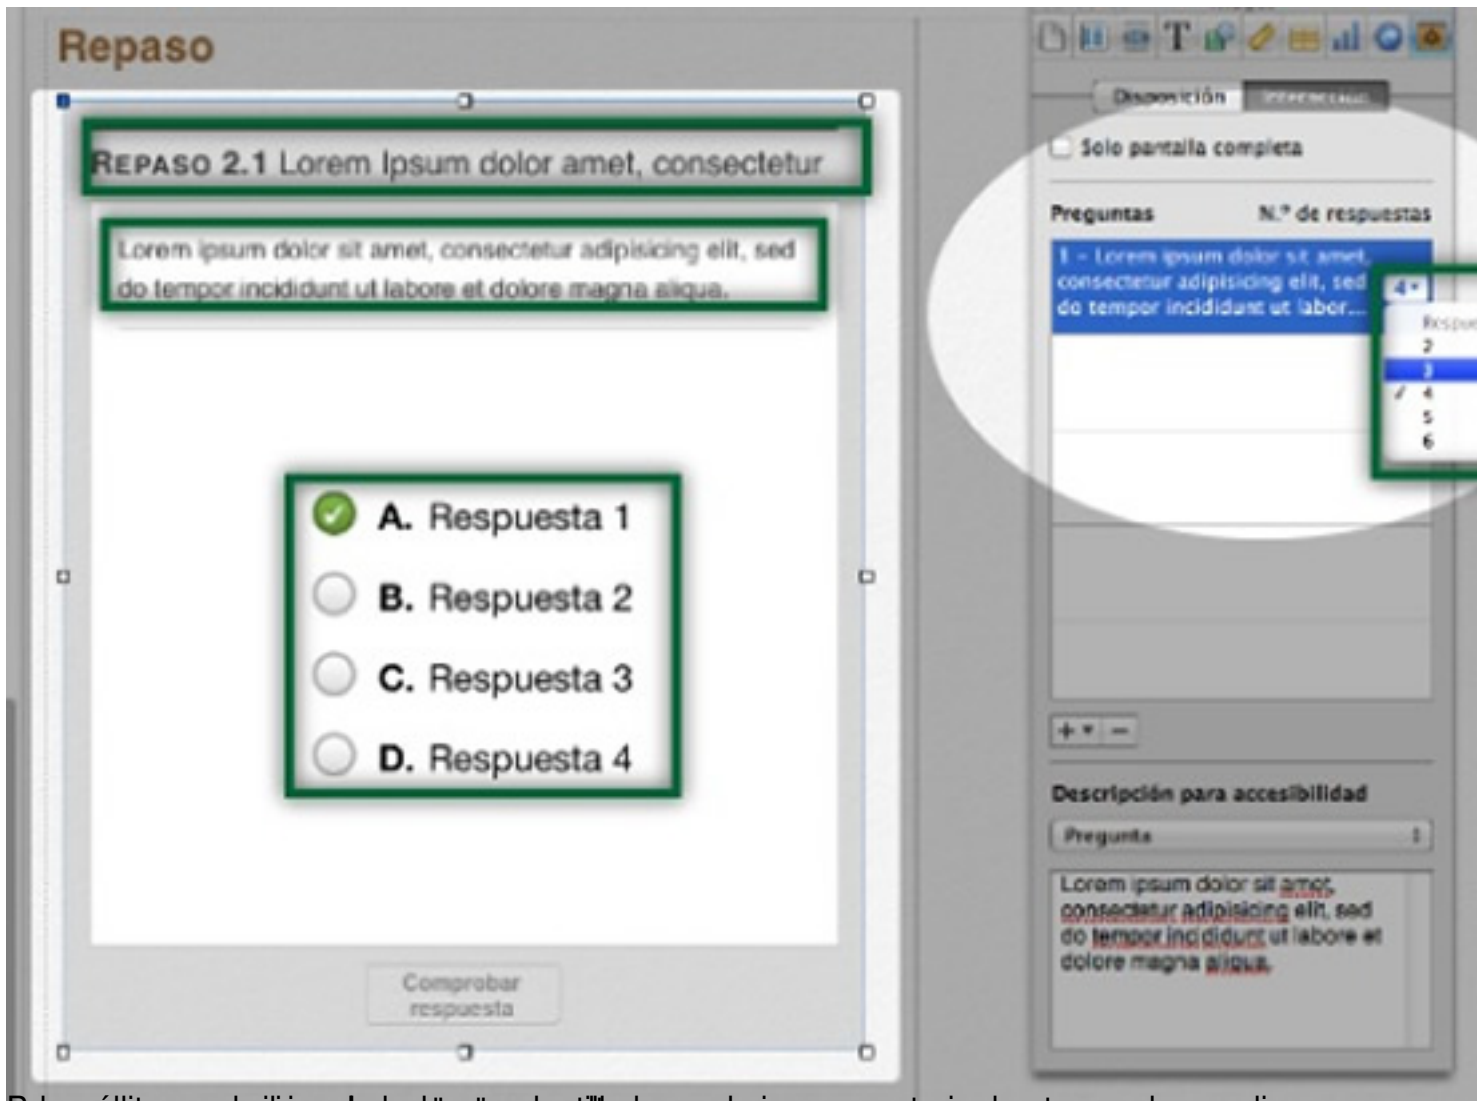 Repaso
REPASO 2.1 Lorem Ipsum dolor amet, consectetur
Lorem ipsum dolor sit amet, consectetur adipisicing elit, sed
do tempor incididunt ut labore et dolore magna aliqua.
A. Respuesta 1
B. Respuesta 2
C. Respuesta 3
D. Respuesta 4
Comprobar
respuesta
T
Disposición Interacción
Solo pantalla completa
Preguntas N.º de respuestas
1 - Lorem ipsum dolor sit amet,
consectetur adipisicing elit, sed
do tempor incididunt ut labor...
4
2
3
4
5
6
Descripción para accesibilidad
Pregunta
Lorem ipsum dolor sit amet,
consectetur adipisicing elit, sed
do tempor incididunt ut labore et
dolore magna aliqua.